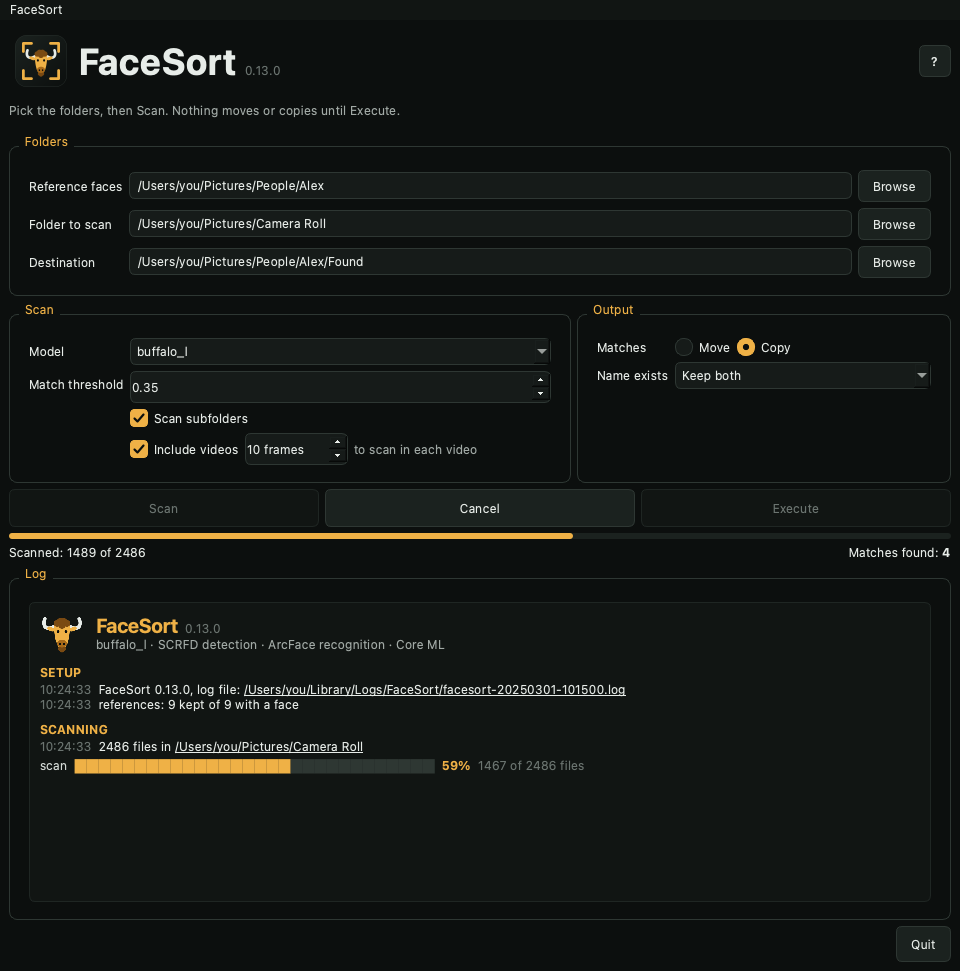 FaceSort
FaceSort 0.13.0
?
Pick the folders, then Scan. Nothing moves or copies until Execute.
Folders
Reference faces /Users/you/Pictures/People/Alex Browse
Folder to scan /Users/you/Pictures/Camera Roll Browse
Destination /Users/you/Pictures/People/Alex/Found Browse
Scan
Model buffalo_l
Match threshold 0.35
Scan subfolders
Include videos 10 frames to scan in each video
Output
Matches Move Copy
Name exists Keep both
Scan Cancel Execute
Scanned: 1489 of 2486 Matches found: 4
Log
FaceSort 0.13.0
buffalo_l · SCRFD detection · ArcFace recognition · Core ML
SETUP
10:24:33 FaceSort 0.13.0, log file: /Users/you/Library/Logs/FaceSort/facesort-20250301-101500.log
10:24:33 references: 9 kept of 9 with a face
SCANNING
10:24:33 2486 files in /Users/you/Pictures/Camera Roll
scan 59% 1467 of 2486 files
Quit